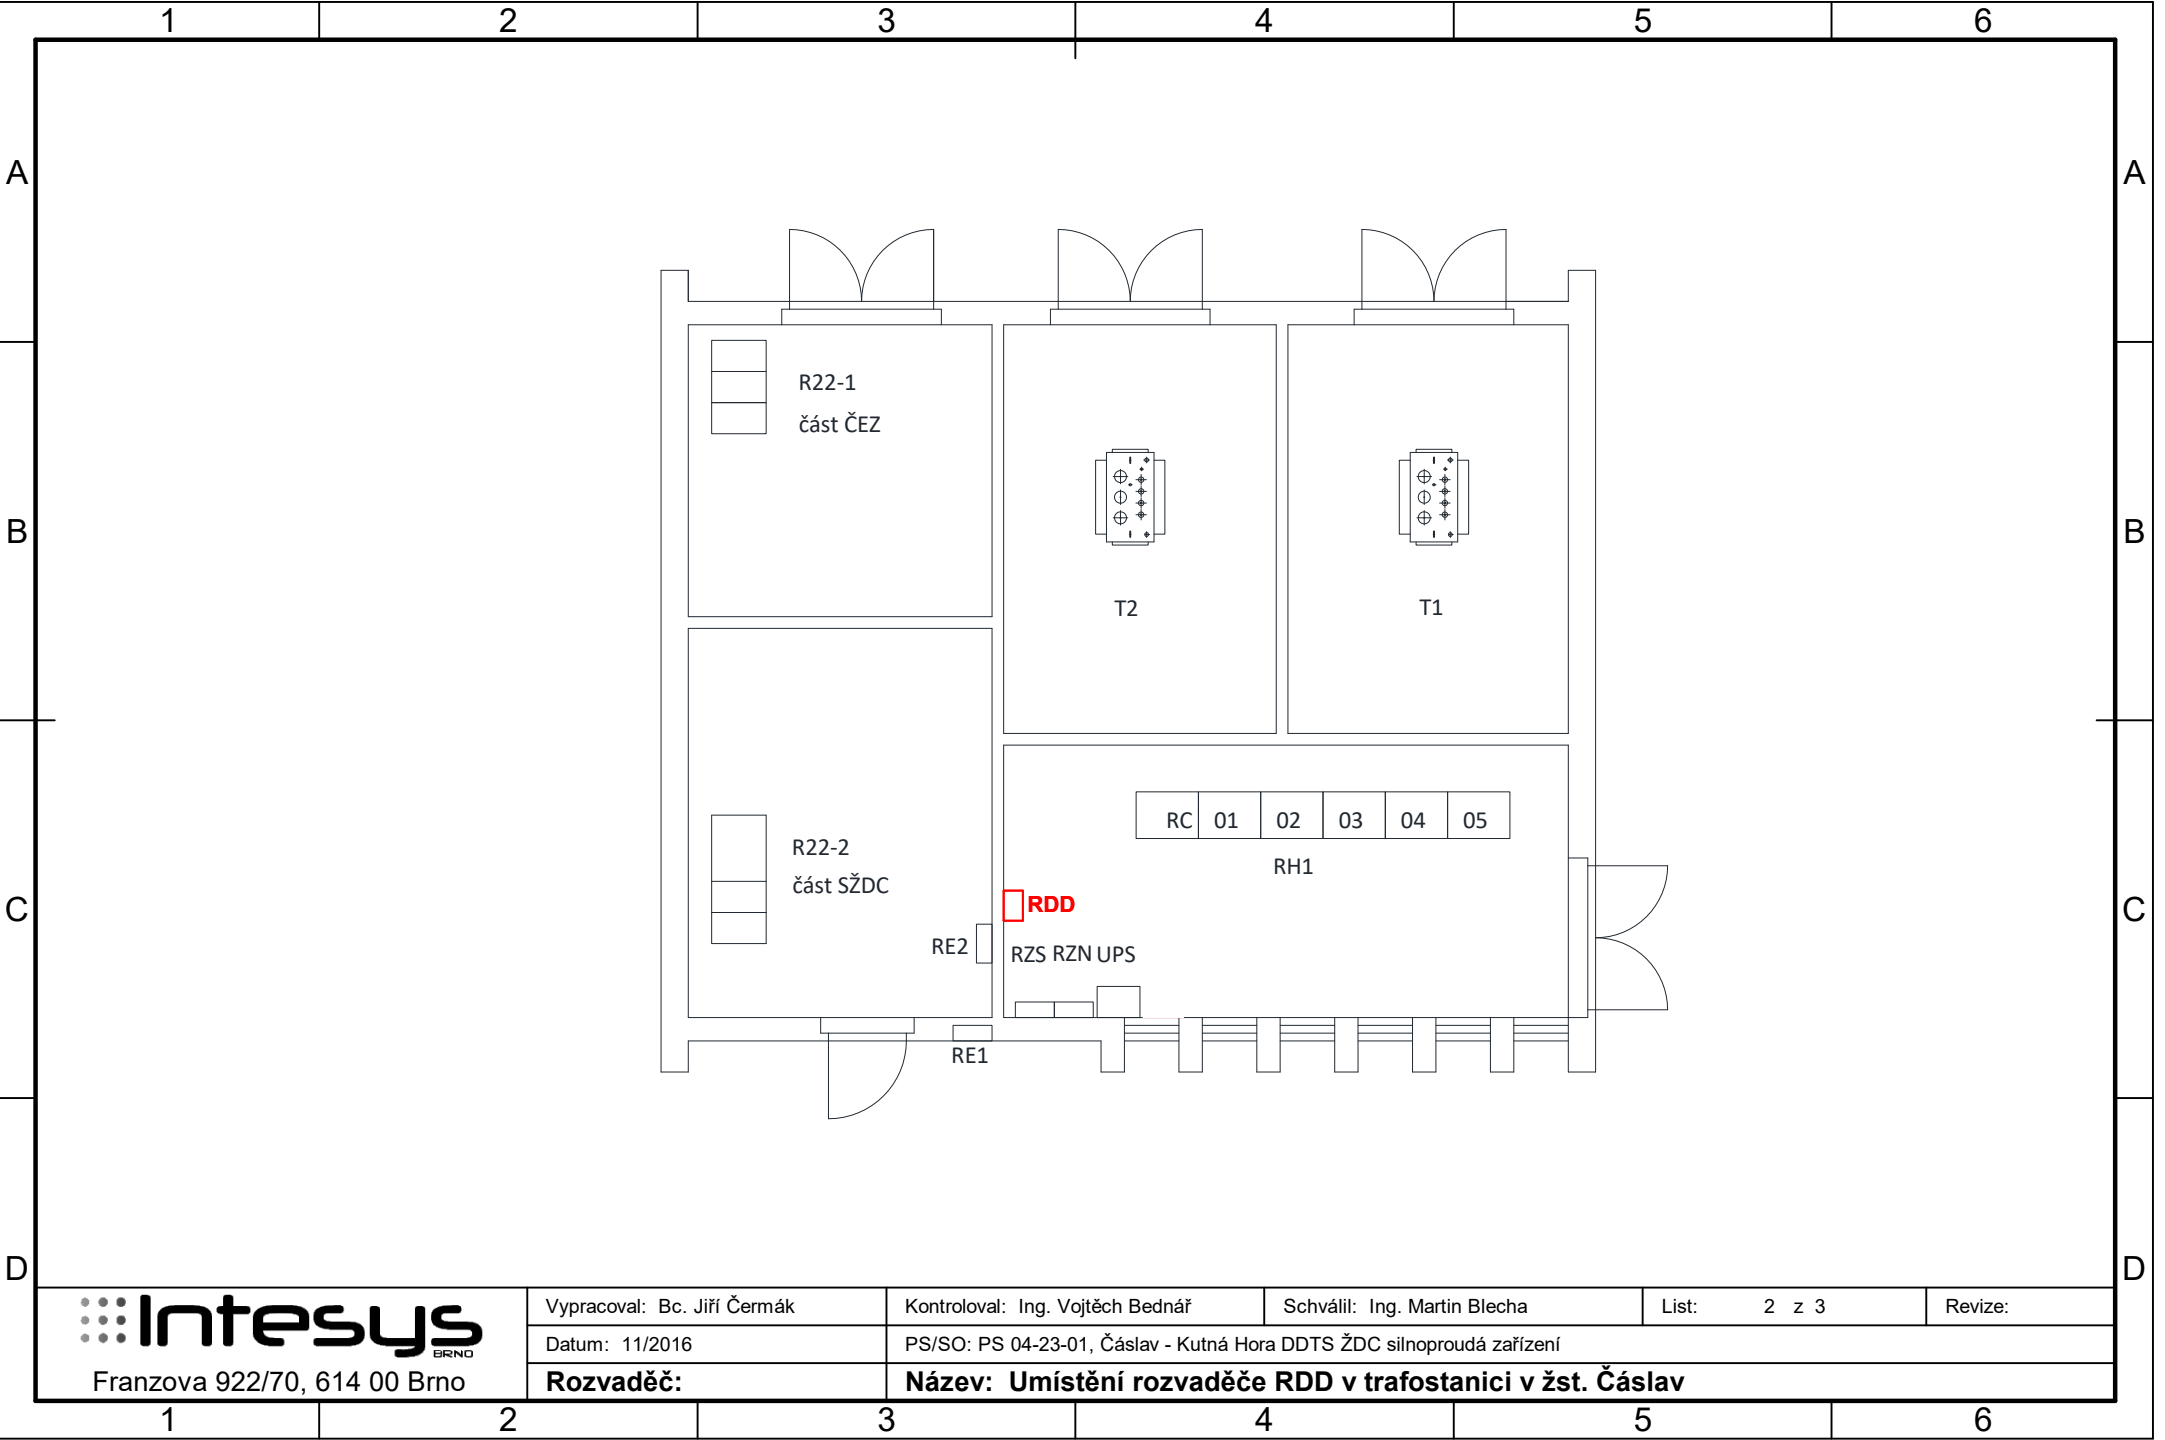 1 2 3 4 5 6
A A
R22-1
část ČEZ
B B
T2 T1
RC 01 02 03 04 05
R22-2
RH1
část SŽDC
RDD
C C
RE2 RZS RZN UPS
RE1
D D
Intesys
BRNO
Franzova 922/70, 614 00 Brno
Vypracoval: Bc. Jiří Čermák Kontroloval: Ing. Vojtěch Bednář Schválil: Ing. Martin Blecha List: 2 z 3 Revize:
Datum: 11/2016 PS/SO: PS 04-23-01, Čáslav - Kutná Hora DDTS ŽDC silnoproudá zařízení
Rozvaděč: Název: Umístění rozvaděče RDD v trafostanici v žst. Čáslav
1 2 3 4 5 6